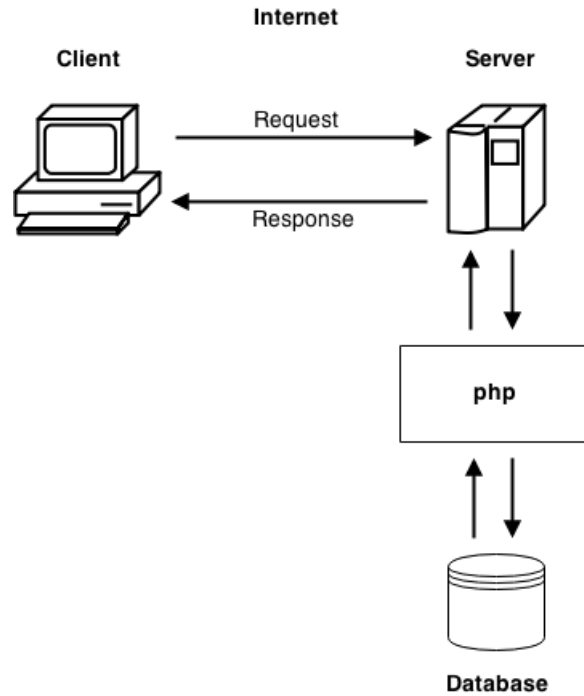 Internet
Client
Server
Request
Response
php
Database